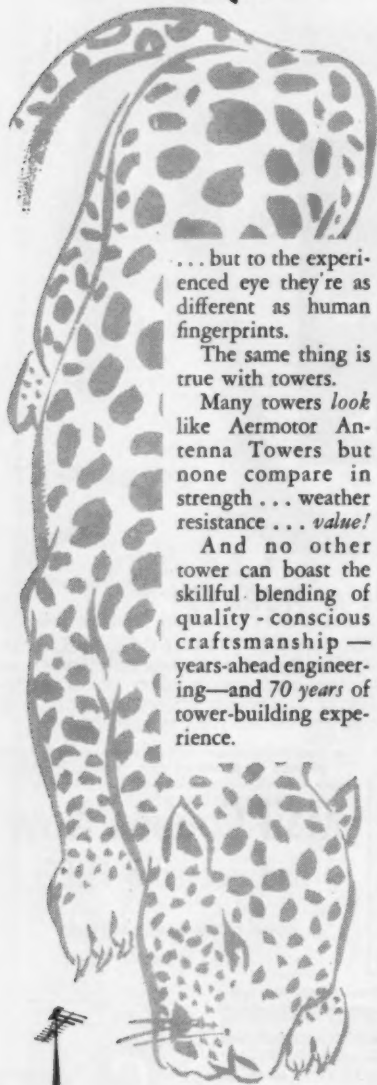 ... but to the experi-
enced eye they're as
different as human
fingerprints.
The same thing is
true with towers.
Many towers look
like Aermotor An-
tenna Towers but
none compare in
strength ... weather
resistance ... value!
And no other
tower can boast the
skillful blending of
quality - conscious
craftsmanship —
years-ahead engineer-
ing—and 70 years of
tower-building expe-
rience.